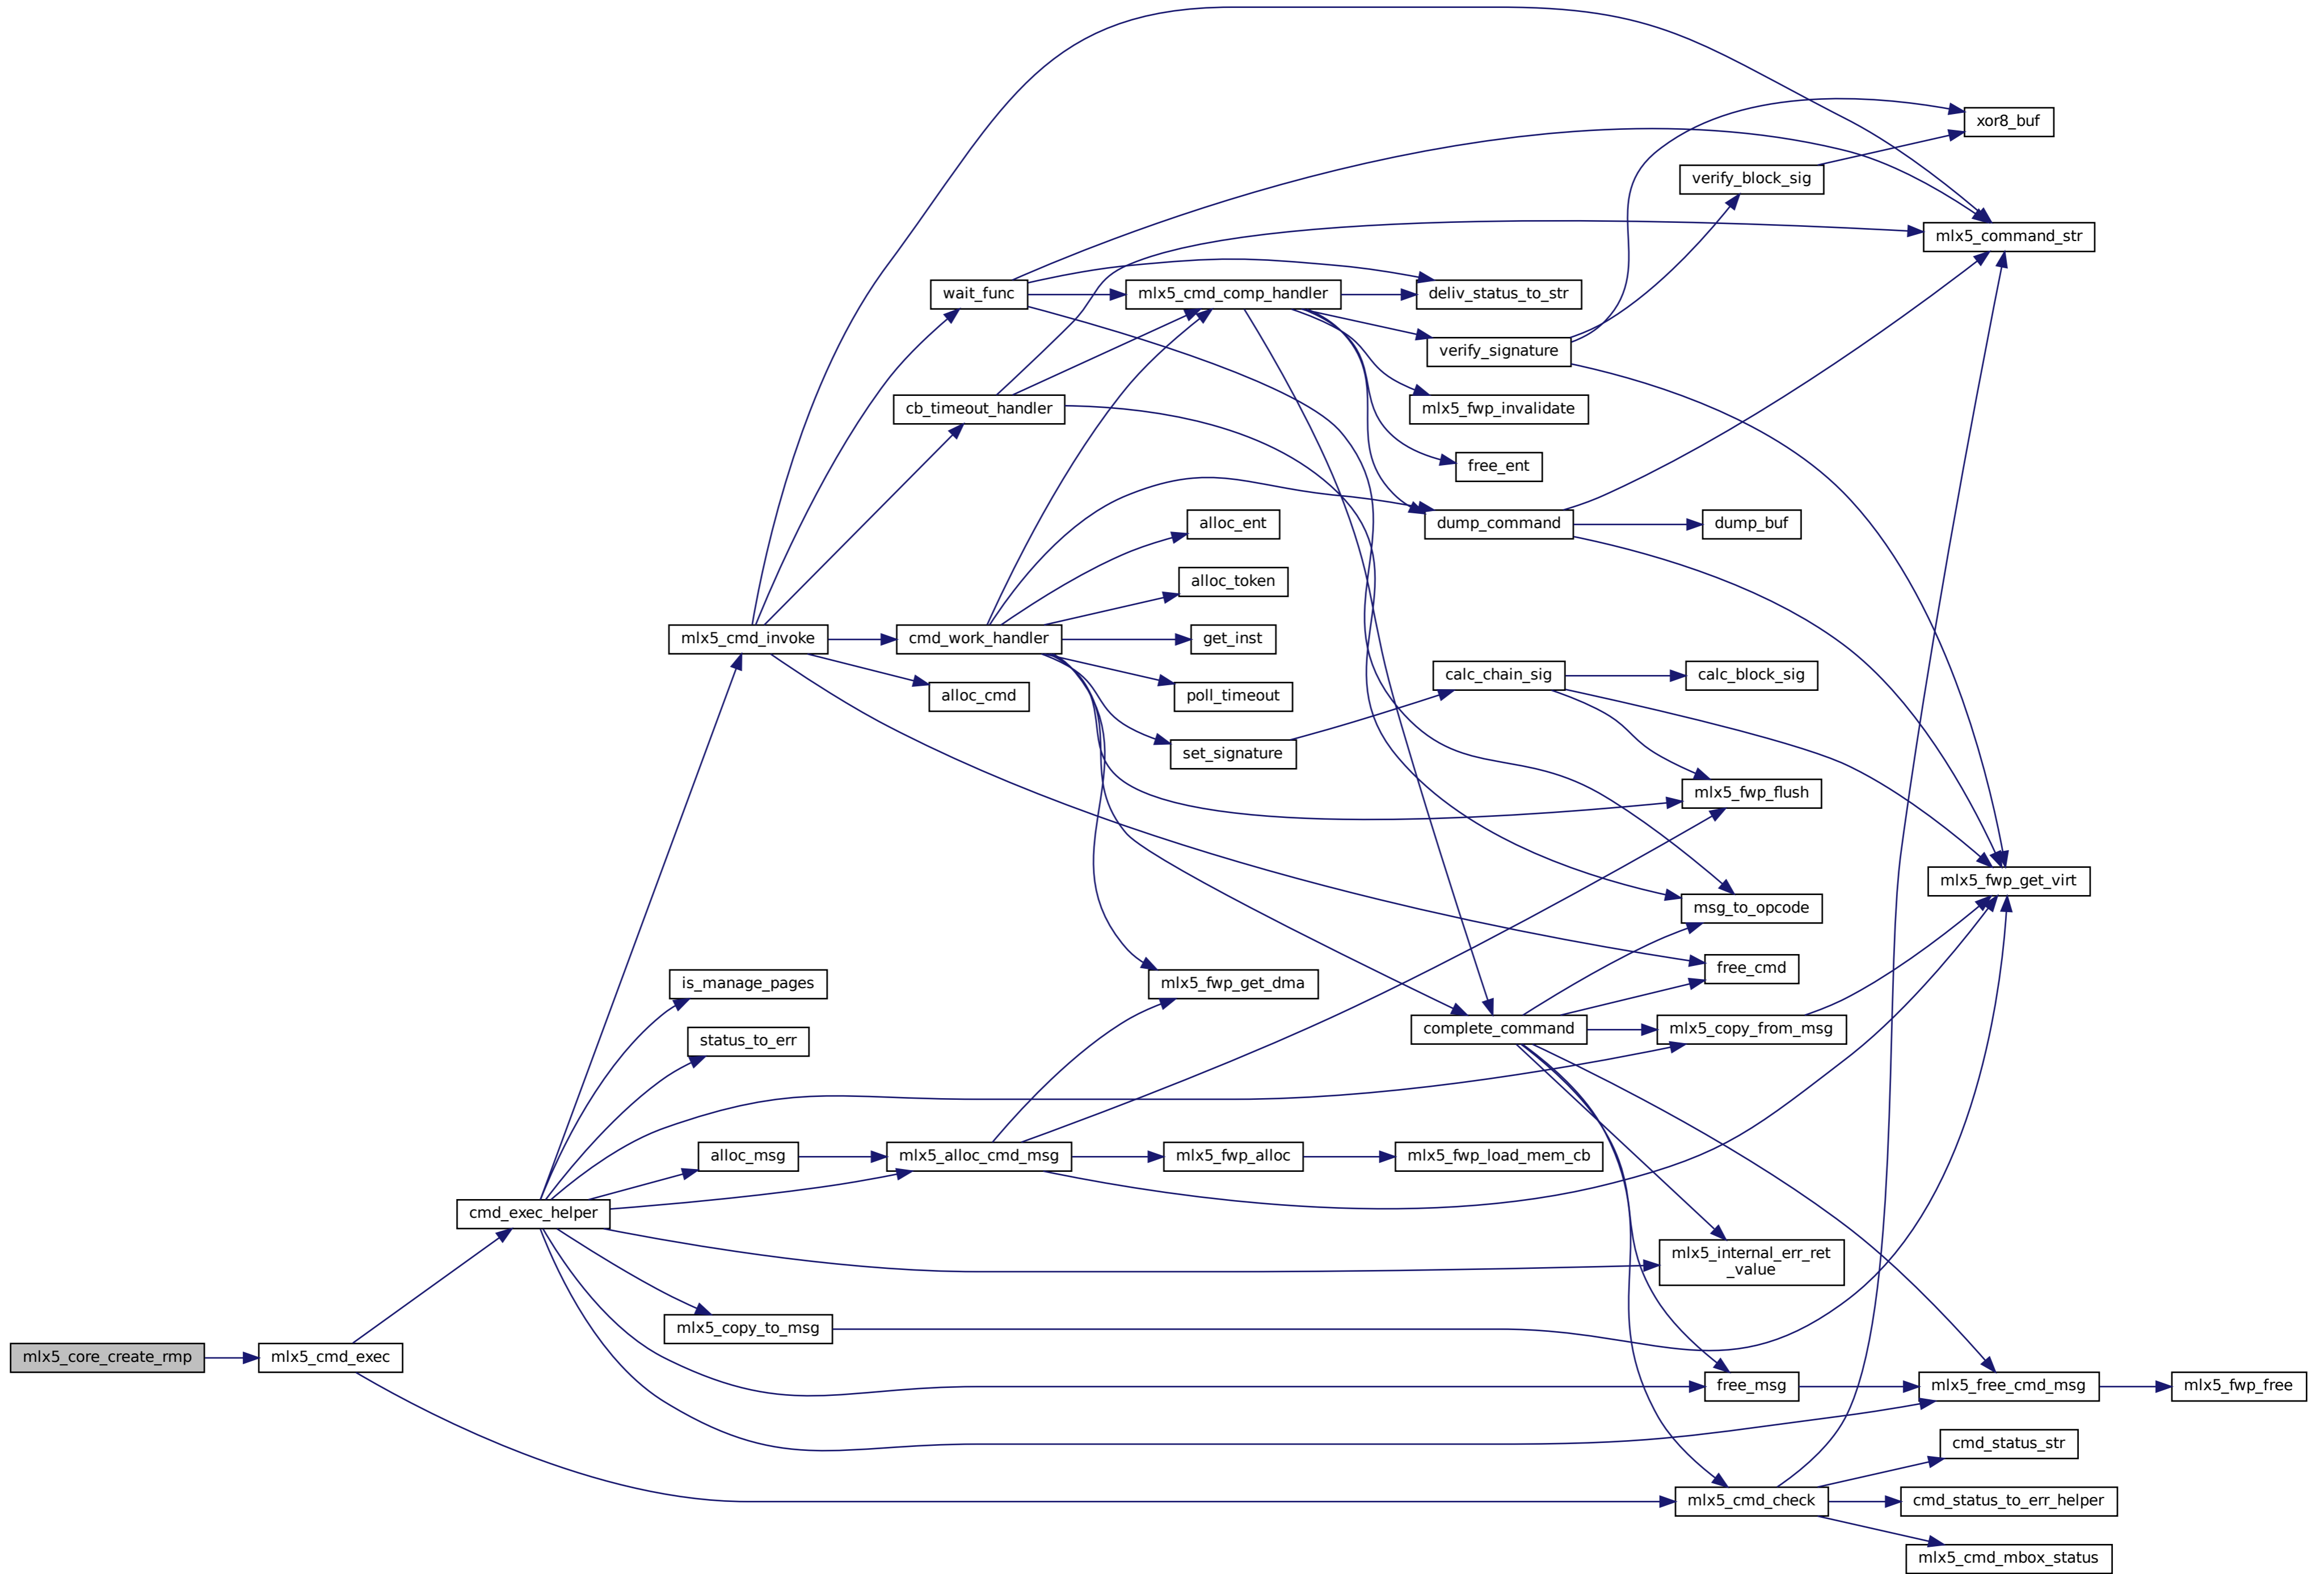 xor8_buf
verify_block_sig
mlx5_command_str
wait_func
mlx5_cmd_comp_handler
deliv_status_to_str
verify_signature
cb_timeout_handler
mlx5_fwp_invalidate
free_ent
alloc_ent
dump_command
dump_buf
alloc_token
mlx5_cmd_invoke
cmd_work_handler
get_inst
calc_chain_sig
calc_block_sig
alloc_cmd
poll_timeout
set_signature
mlx5_fwp_flush
mlx5_fwp_get_virt
msg_to_opcode
free_cmd
is_manage_pages
mlx5_fwp_get_dma
complete_command
mlx5_copy_from_msg
status_to_err
alloc_msg
mlx5_alloc_cmd_msg
mlx5_fwp_alloc
mlx5_fwp_load_mem_cb
cmd_exec_helper
mlx5_internal_err_ret
_value
mlx5_copy_to_msg
mlx5_core_create_rmp
mlx5_cmd_exec
free_msg
mlx5_free_cmd_msg
mlx5_fwp_free
cmd_status_str
mlx5_cmd_check
cmd_status_to_err_helper
mlx5_cmd_mbox_status